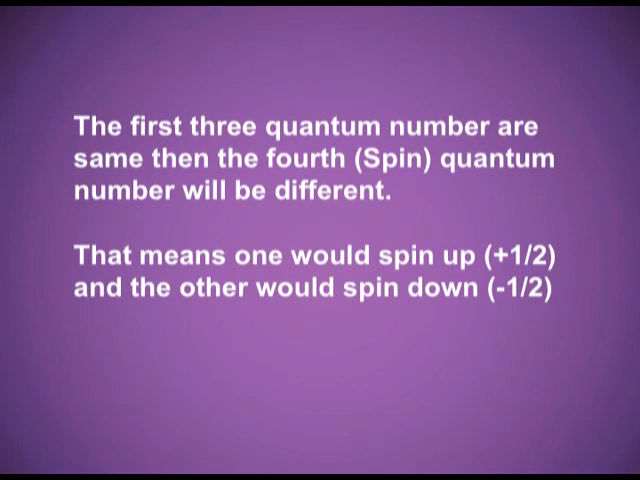 The first three quantum number are
same then the fourth (Spin) quantum
number will be different.
That means one would spin up (+1/2)
and the other would spin down (-1/2)